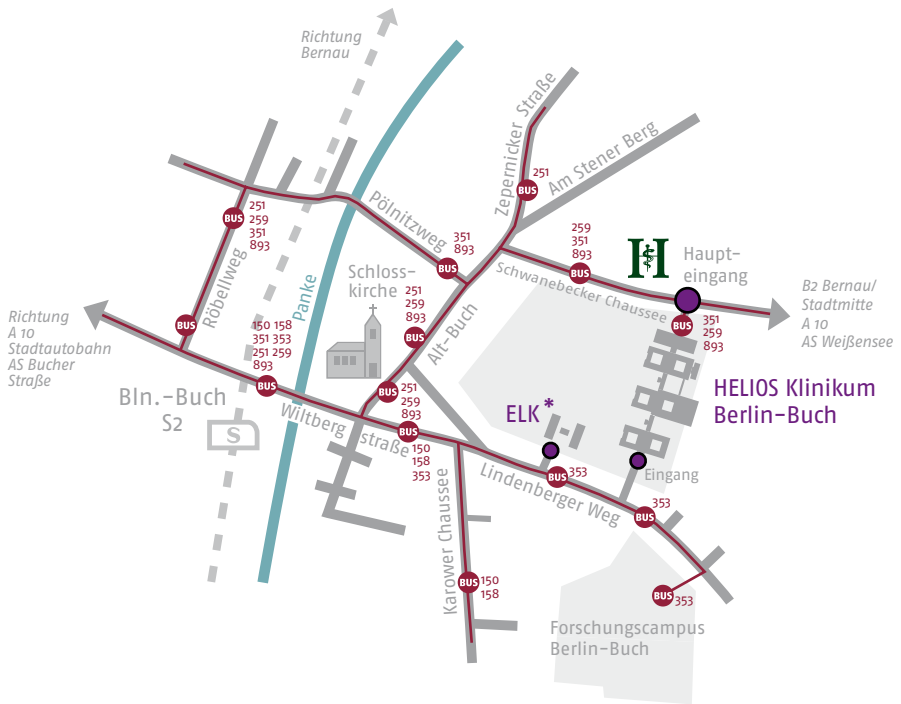 Richtung
Bernau
Zepernicker Straße
Am Stener Berg
BUS 251
BUS
251
259
351
893
Pölnitzweg
351
893
BUS
259
351
893
BUS
H
Haupt-
eingang
Schwanebecker Chaussee
B2 Bernau/
Stadtmitte
A 10
AS Weißensee
Röbellweg
Panke
Schloss-
kirche
251
259
893
BUS
Alt-Buch
BUS
351
259
893
Richtung
A 10
Stadtautobahn
AS Bucher
Straße
BUS
150 158
351 353
251 259
893
BUS
HELIOS Klinikum
Berlin-Buch
Bln.-Buch
S2
S
Wiltberg straße
BUS
251
259
893
BUS
150
158
353
ELK*
Lindenberger Weg
BUS 353
Eingang
BUS 353
Karower Chaussee
BUS
150
158
BUS 353
Forschungscampus
Berlin-Buch